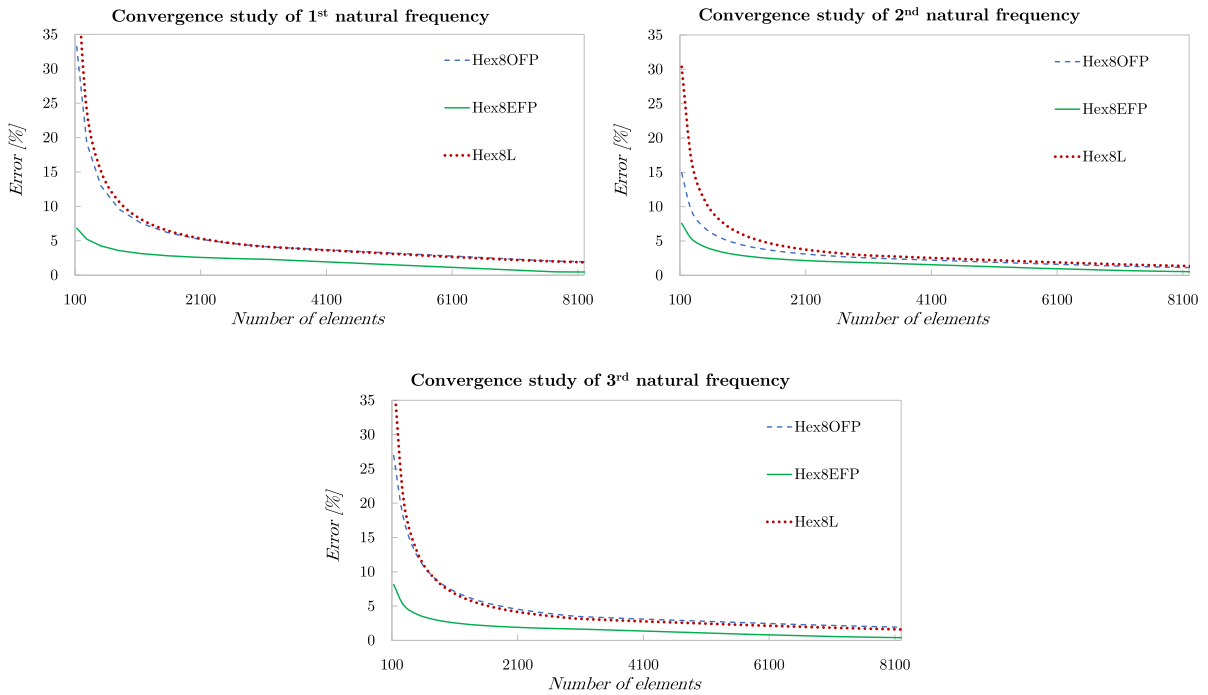 Convergence study of 1st natural frequency
35
30
25
20
15
10
5
0
Error [%]
Hex8OFP
Hex8EFP
Hex8L
100 2100 4100 6100 8100
Number of elements
Convergence study of 2nd natural frequency
35
30
25
20
15
10
5
0
Error [%]
Hex8OFP
Hex8EFP
Hex8L
100 2100 4100 6100 8100
Number of elements
Convergence study of 3rd natural frequency
35
30
25
20
15
10
5
0
Error [%]
Hex8OFP
Hex8EFP
Hex8L
100 2100 4100 6100 8100
Number of elements